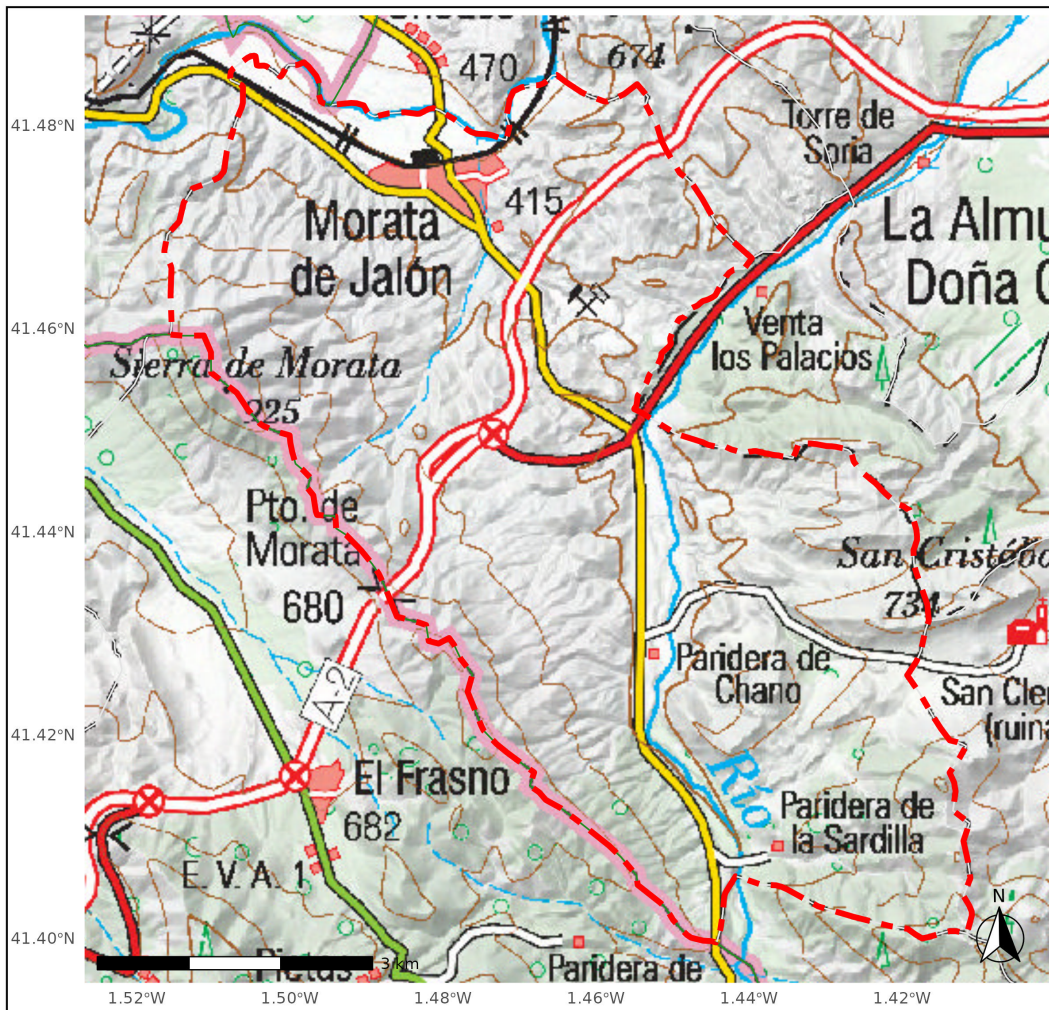 41.48°N
41.46°N
41.44°N
41.42°N
41.40°N
470
674
Torre de
Soria
415
Morata
de Jalón
La Almu
Doña G
Venta
los Palacios
Sierra de Morata
225
Pto. de
Morata
680
San Cristóba
734
A-2
Paridera de
Chano
San Cler
(ruina
El Frasno
682
Río
Paridera de
la Sardilla
E. V. A. 1
N
3 km
Paridera de
1.52°W
1.50°W
1.48°W
1.46°W
1.44°W
1.42°W